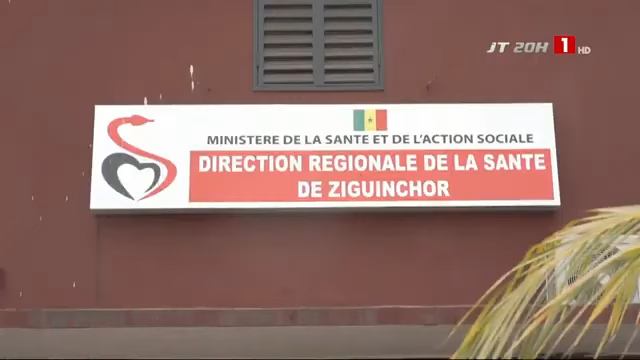 JT 20H 1 HD
MINISTERE DE LA SANTE ET DE L'ACTION SOCIALE
DIRECTION REGIONALE DE LA SANTE
DE ZIGUINCHOR